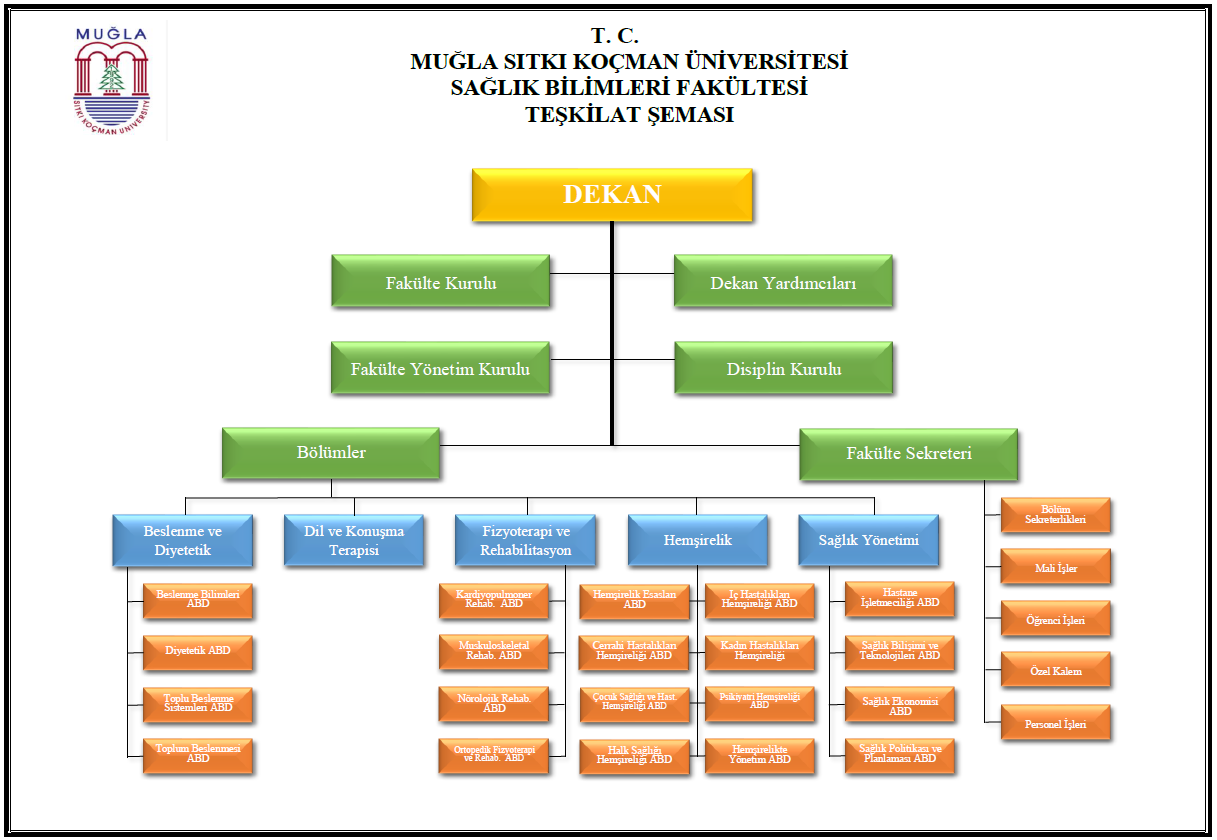 MUĞLA
SITKI KOÇMAN UNIVERSITY
T. C.
MUĞLA SITKI KOÇMAN ÜNİVERSİTESİ
SAĞLIK BİLİMLERİ FAKÜLTESİ
TEŞKİLAT ŞEMASI
DEKAN
Fakülte Kurulu
Dekan Yardımcıları
Fakülte Yönetim Kurulu
Disiplin Kurulu
Bölümler
Fakülte Sekreteri
Beslenme ve
Diyetetik
Dil ve Konuşma
Terapisi
Fizyoterapi ve
Rehabilitasyon
Hemşirelik
Sağlık Yönetimi
Beslenme Bilimleri
ABD
Diyetetik ABD
Toplu Beslenme
Sistemleri ABD
Toplum Beslenmesi
ABD
Kardiyopulmoner
Rehab. ABD
Muskuloskeletal
Rehab. ABD
Nörolojik Rehab.
ABD
Ortopedik Fizyoterapi
ve Rehab. ABD
Hemşirelik Esasları
ABD
Cerrahi Hastalıkları
Hemşireliği ABD
Çocuk Sağlığı ve Hast.
Hemşireliği ABD
Halk Sağlığı
Hemşireliği ABD
İç Hastalıkları
Hemşireliği ABD
Kadın Hastalıkları
Hemşireliği
Psikiyatri Hemşireliği
ABD
Hemşirelikte
Yönetim ABD
Hastane
İşletmeciliği ABD
Sağlık Bilişimi ve
Teknolojileri ABD
Sağlık Ekonomisi
ABD
Sağlık Politikası ve
Planlaması ABD
Bölüm
Sekreterlikleri
Mali İşler
Öğrenci İşleri
Özel Kalem
Personel İşleri